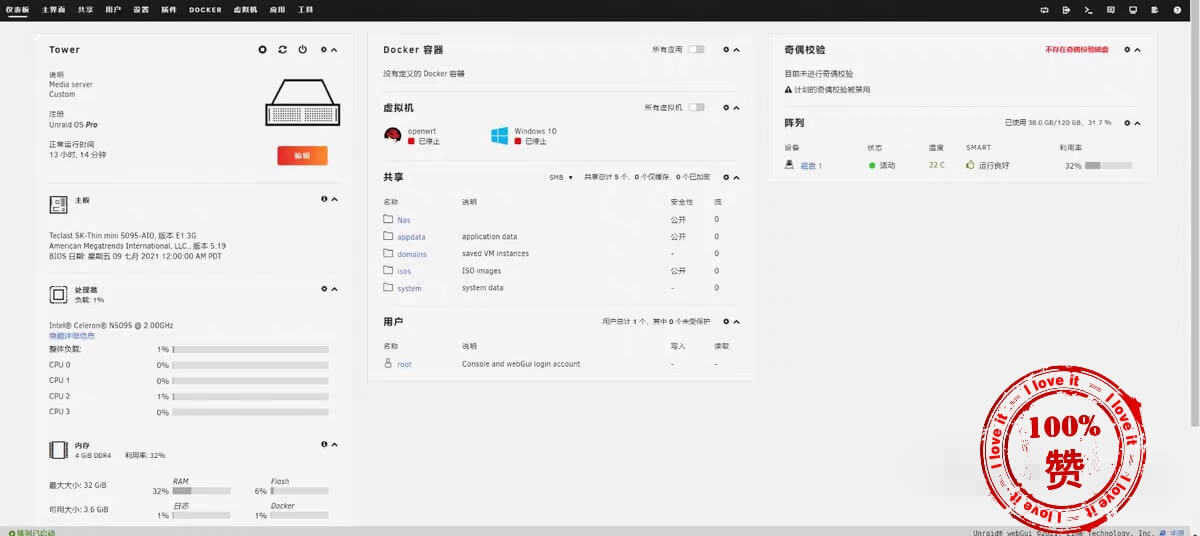 仪表板 主界面 共享 用户 设置 插件 DOCKER 虚拟机 应用 工具
Tower
说明
Media server
Custom
注册
Unraid OS Pro
正常运行时间
13 小时, 14 分钟
编辑
主板
Teclast SK-Thin mini 5095-AIO, 版本 E1.3G
American Megatrends International, LLC., 版本 5.19
BIOS 日期: 星期五 09 七月 2021 12:00:00 AM PDT
处理器
负载: 1%
Intel® Celeron® N5095 @ 2.00GHz
隐藏详细信息
整体负载: 1%
CPU 0 0%
CPU 1 0%
CPU 2 1%
CPU 3 0%
内存
4 GiB DDR4 利用率: 32%
最大大小: 32 GiB
可用大小: 3.6 GiB
RAM
32%
Flash
6%
日志
1%
Docker
1%
Docker 容器 所有应用
没有定义的 Docker 容器
虚拟机 所有虚拟机
openwrt
已停止
Windows 10
已停止
共享 SMB 共享总计 5 个, 0 个仅缓存, 0 个已加密
名称 说明 安全性 流
Nas 公开 0
appdata application data 公开 0
domains saved VM instances - 0
isos ISO images 公开 0
system system data - 0
用户 用户总计 1 个, 其中 0 个未受保护
名称 说明 写入 读取
root Console and webGui login account - -
奇偶校验 不存在奇偶校验磁盘
目前未进行奇偶校验
计划的奇偶校验被禁用
阵列 已使用 38.0 GB/120 GB, 31.7 %
设备 状态 温度 SMART 利用率
磁盘 1 活动 22 C 运行良好 32%
I love it
I love it
I love it
I love it
I love it
100%
赞
阵列已启动
Unraid® webGui ©2021, Lime Technology, Inc. 手册